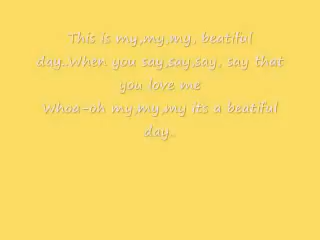 This is my,my,my, beatiful
day..When you say,say,say, say that
you love me
Whoa-oh my,my,my its a beatiful
day..